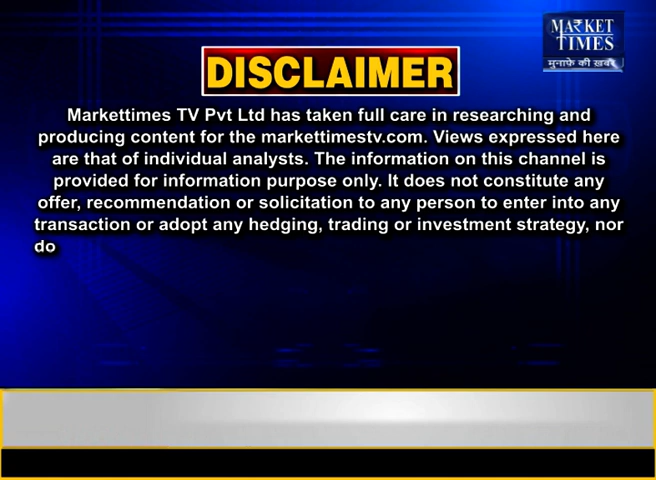 MARKET
TIMES
मुनाफे की ख़बर
DISCLAIMER
Markettimes TV Pvt Ltd has taken full care in researching and
producing content for the markettimestv.com. Views expressed here
are that of individual analysts. The information on this channel is
provided for information purpose only. It does not constitute any
offer, recommendation or solicitation to any person to enter into any
transaction or adopt any hedging, trading or investment strategy, nor
do